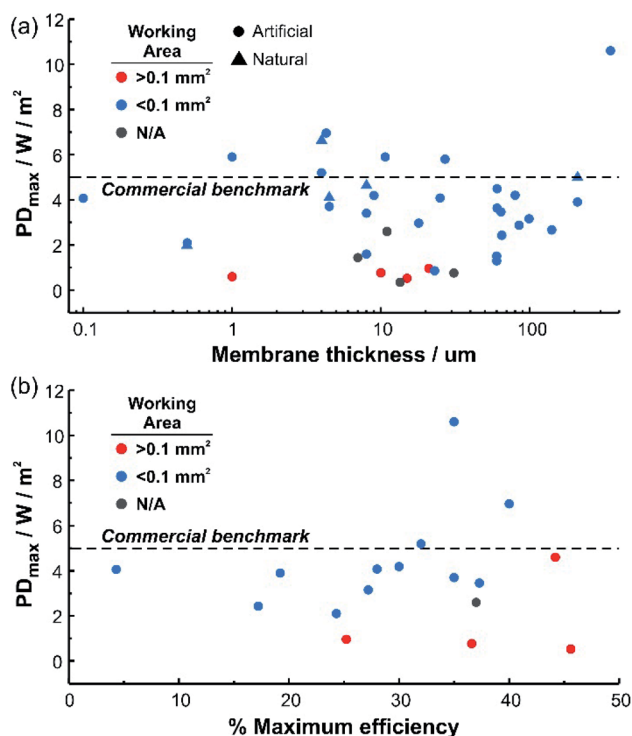 (a)
PDmax / W / m²
12
10
8
6
4
2
0
Working
Area
>0.1 mm²
<0.1 mm²
N/A
Artificial
Natural
Commercial benchmark
0.1 1 10 100
Membrane thickness / um
(b)
PDmax / W / m²
12
10
8
6
4
2
0
Working
Area
>0.1 mm²
<0.1 mm²
N/A
Commercial benchmark
0 10 20 30 40 50
% Maximum efficiency